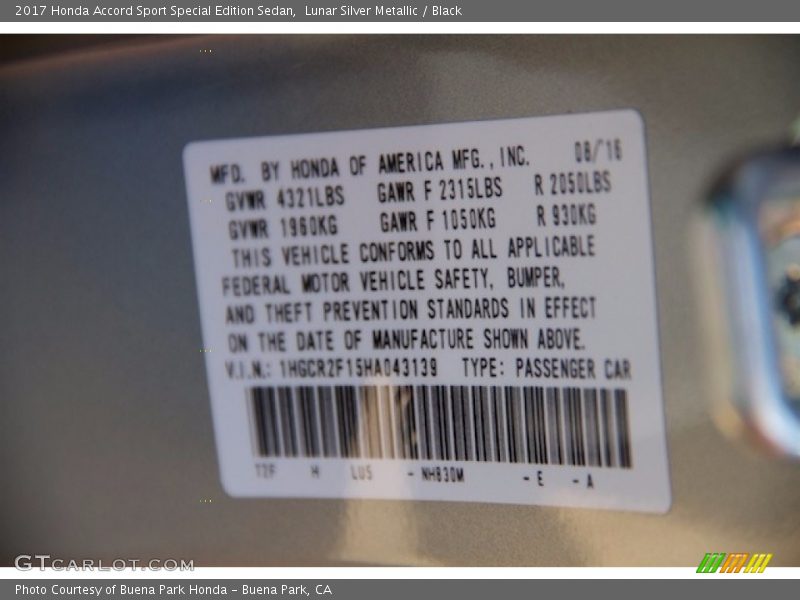 2017 Honda Accord Sport Special Edition Sedan,  Lunar Silver Metallic / Black
MFD. BY HONDA OF AMERICA MFG., INC. 08/16
GVWR 4321LBS GAWR F 2315LBS R 2050LBS
GVWR 1960KG GAWR F 1050KG R 930KG
THIS VEHICLE CONFORMS TO ALL APPLICABLE
FEDERAL MOTOR VEHICLE SAFETY, BUMPER,
AND THEFT PREVENTION STANDARDS IN EFFECT
ON THE DATE OF MANUFACTURE SHOWN ABOVE.
V.I.N.: 1HGCR2F15HA043139 TYPE: PASSENGER CAR
T2F H LUS - NH830M - E - A
GTCARLOT.COM
Photo Courtesy of Buena Park Honda – Buena Park, CA